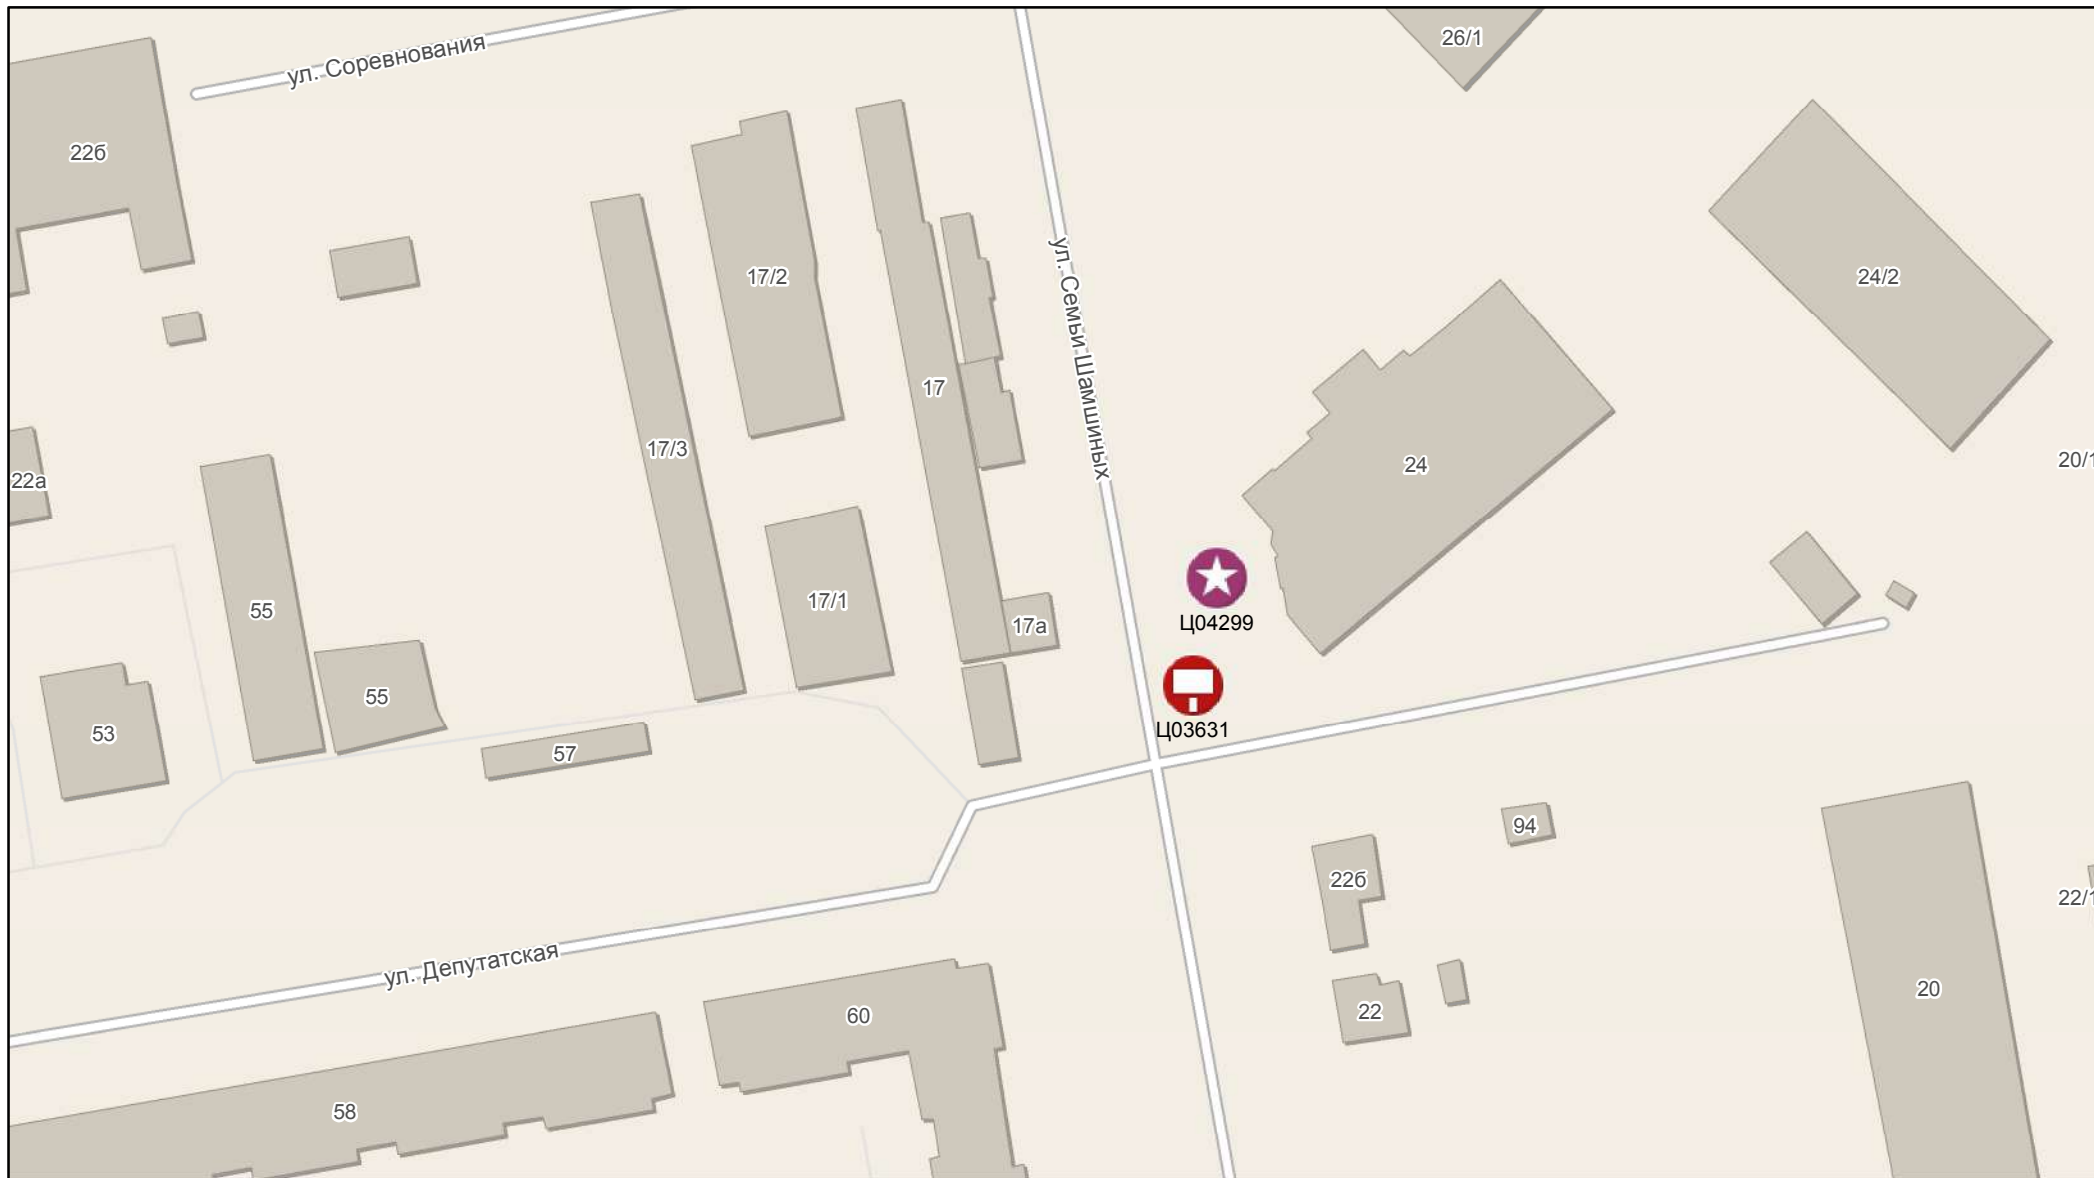 ул. Соревнования
26/1
22б
17/2
24/2
ул. Семьи Шамшиных
17
17/3
24
20/1
22а
17/1
55
Ц04299
17а
55
53
57
Ц03631
94
22б
22/1
ул. Депутатская
20
60
22
58